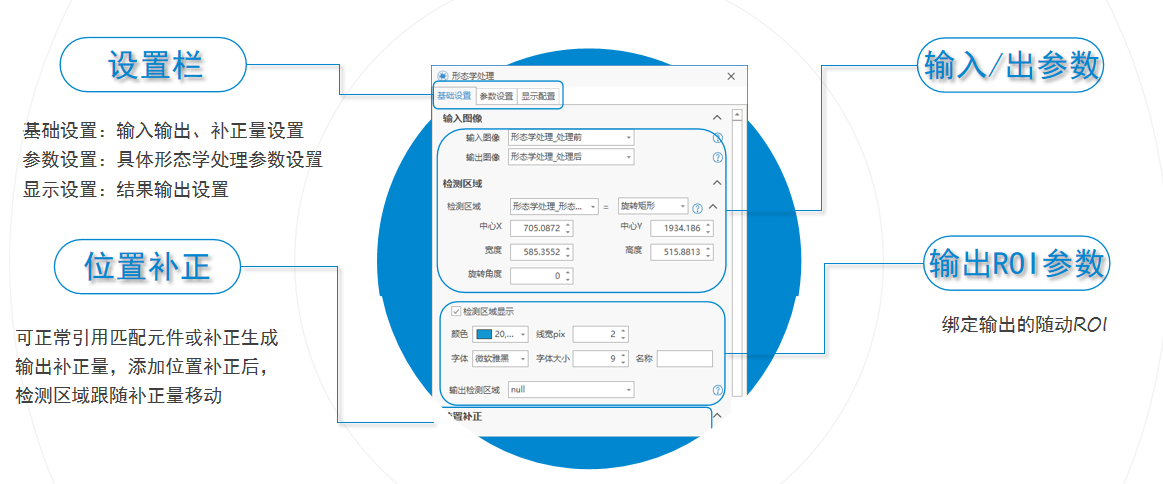 设置栏
基础设置：输入输出、补正量设置
参数设置：具体形态学处理参数设置
显示设置：结果输出设置
位置补正
可正常引用匹配元件或补正生成
输出补正量，添加位置补正后，
检测区域跟随补正量移动
形态学处理
基础设置 参数设置 显示配置
输入图像
输入图像 形态学处理_处理前
输出图像 形态学处理_处理后
检测区域
检测区域 形态学处理_形态... = 旋转矩形
中心X 705.0872 中心Y 1934.186
宽度 585.3552 高度 515.8813
旋转角度 0
检测区域显示
颜色 20,... 线宽pix 2
字体 微软雅黑 字体大小 9 名称
输出检测区域 null
位置补正
输入/出参数
输出ROI参数
绑定输出的随动ROI